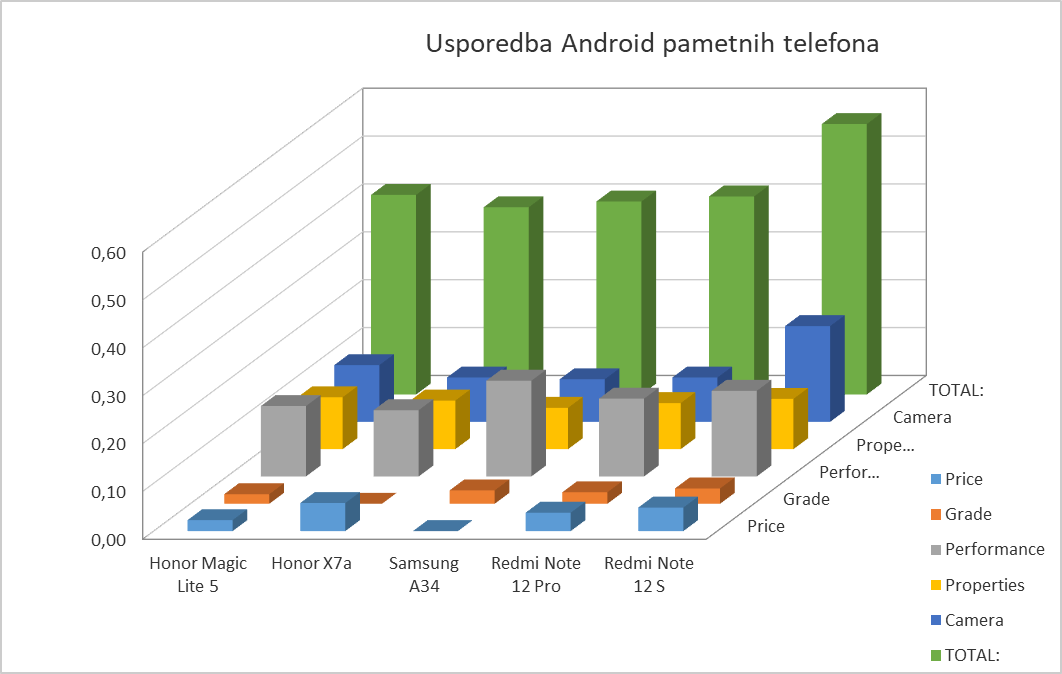 Usporedba Android pametnih telefona
0,60
0,50
0,40
0,30
0,20
0,10
0,00
Honor Magic
Lite 5
Honor X7a
Samsung
A34
Redmi Note
12 Pro
Redmi Note
12 S
TOTAL:
Camera
Prope...
Perfor...
Grade
Price
Price
Grade
Performance
Properties
Camera
TOTAL: